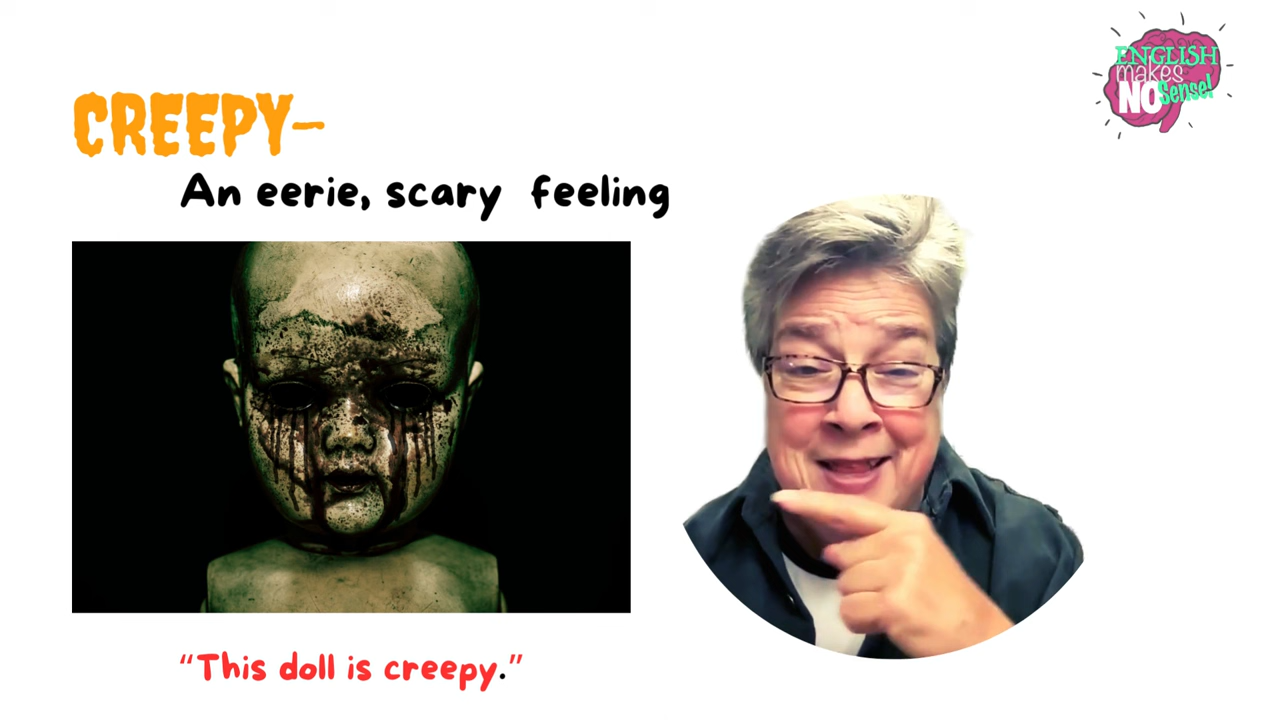 CREEPY-
An eerie, scary feeling
"This doll is creepy."
ENGLISH
makes
NO Sense!